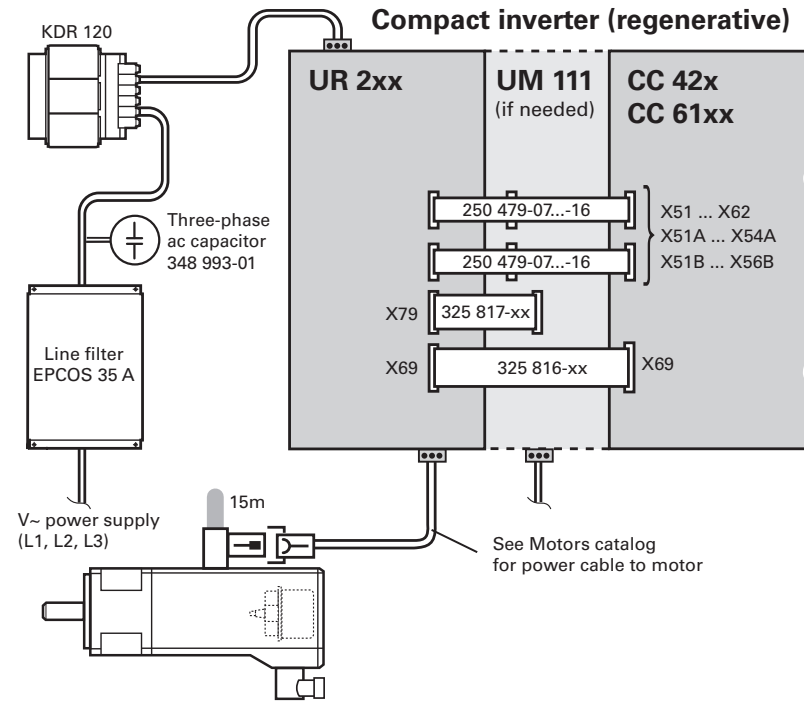 Compact inverter (regenerative)
KDR 120
UR 2xx
UM 111
(if needed)
CC 42x
CC 61xx
Three-phase
ac capacitor
348 993-01
250 479-07...-16
X51 ... X62
X51A ... X54A
X51B ... X56B
250 479-07...-16
X79
325 817-xx
X69
325 816-xx
X69
Line filter
EPCOS 35 A
V~ power supply
(L1, L2, L3)
15m
See Motors catalog
for power cable to motor